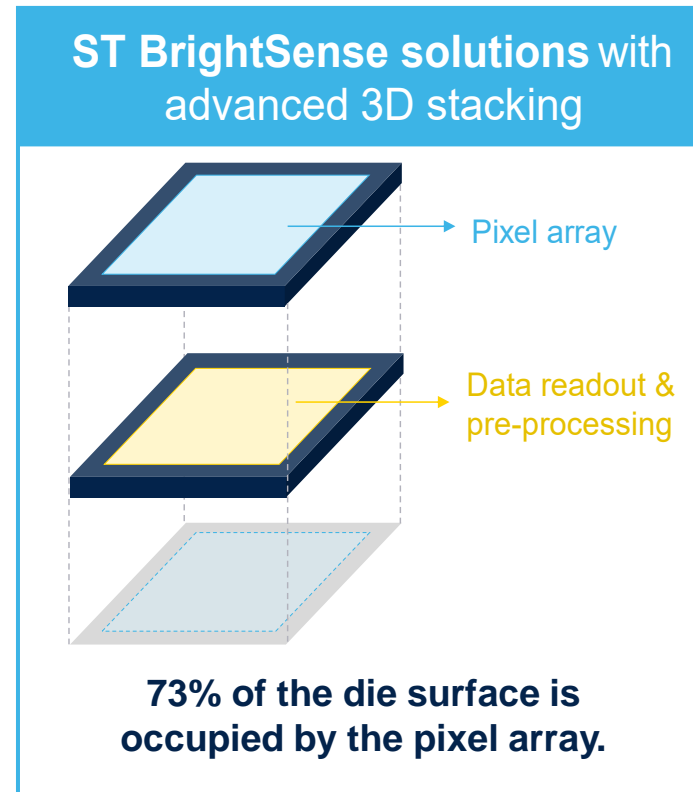 ST BrightSense solutions with
advanced 3D stacking
Pixel array
Data readout &
pre-processing
73% of the die surface is
occupied by the pixel array.